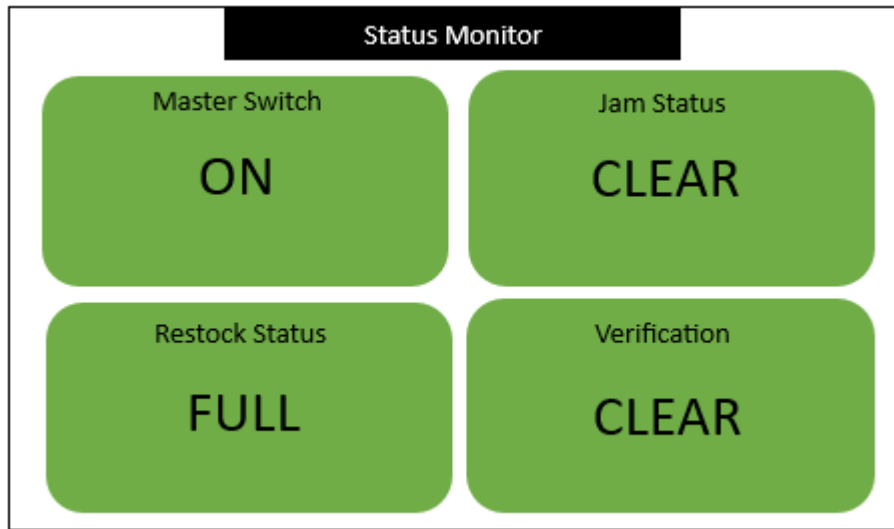 Status Monitor
Master Switch
ON
Jam Status
CLEAR
Restock Status
FULL
Verification
CLEAR